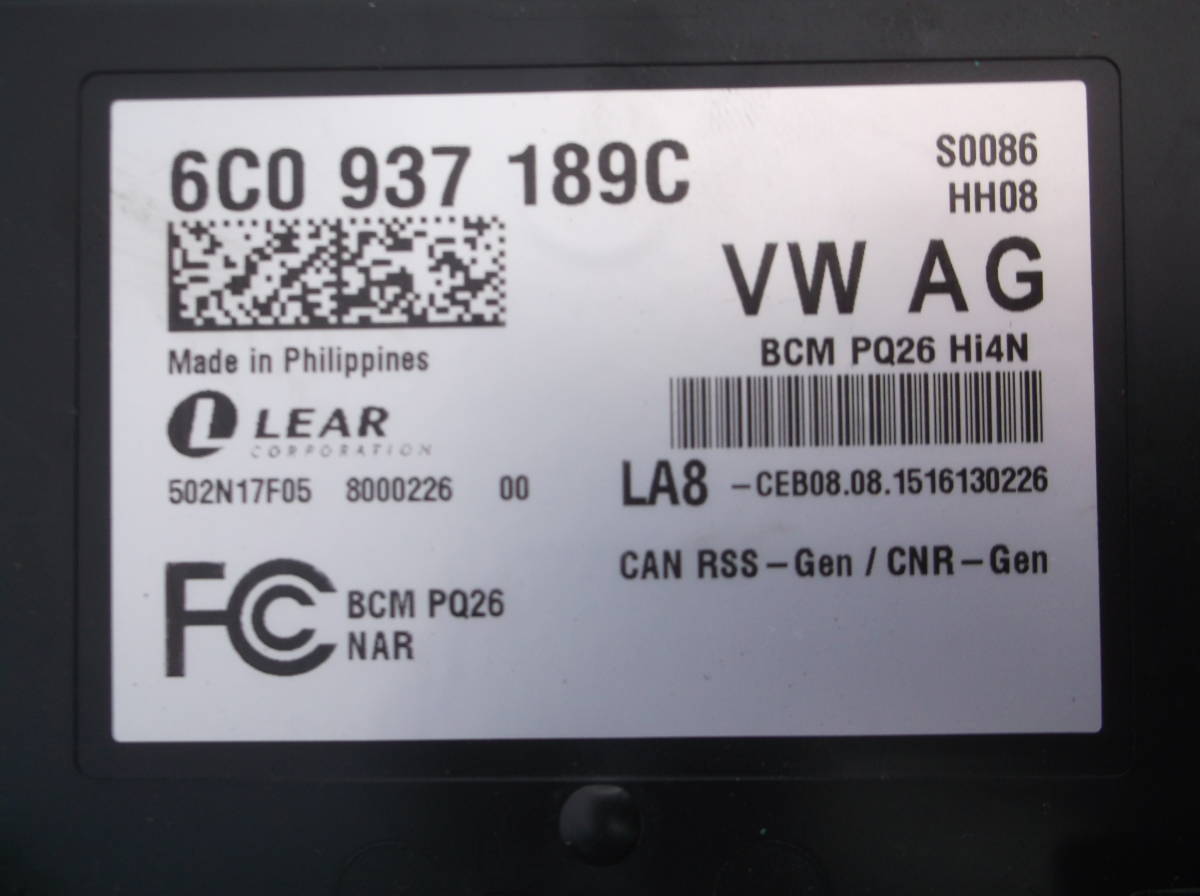 6C0 937 189C
S0086
HH08
VW AG
BCM PQ26 Hi4N
Made in Philippines
LEAR
CORPORATION
502N17F05 8000226 00
LA8 -CEB08.08.1516130226
CAN RSS-Gen / CNR-Gen
FC
BCM PQ26
NAR